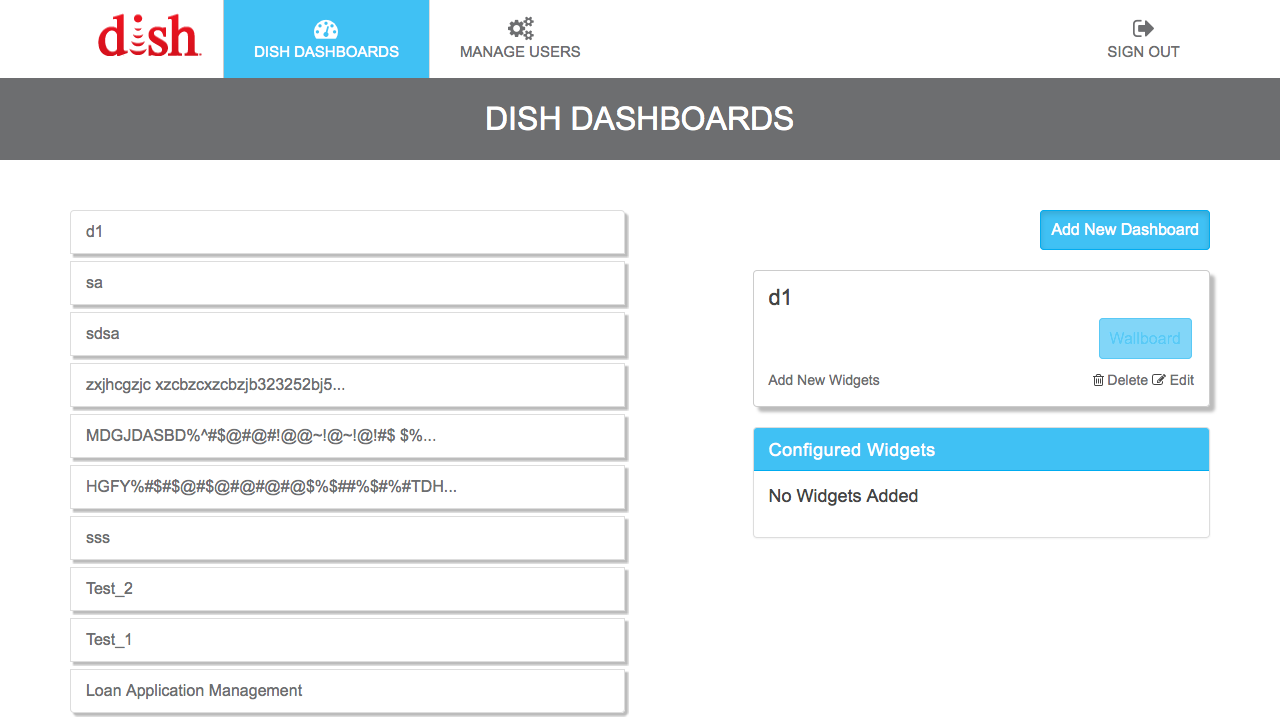 dish
DISH DASHBOARDS
MANAGE USERS
SIGN OUT
DISH DASHBOARDS
d1
sa
sdsa
zxjhcgzjc xzcbzcxzcbzjb323252bj5...
MDGJDASBD%^#$@#@#!@@~!@~!@!#$ $%...
HGFY%#$#$@#$@#@#@#@$%$##%$#%#TDH...
sss
Test_2
Test_1
Loan Application Management
Add New Dashboard
d1
Wallboard
Add New Widgets
Delete Edit
Configured Widgets
No Widgets Added